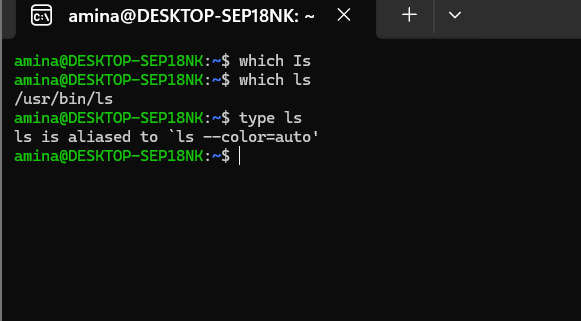 amina@DESKTOP-SEP18NK: ~
amina@DESKTOP-SEP18NK:~$ which Is
amina@DESKTOP-SEP18NK:~$ which ls
/usr/bin/ls
amina@DESKTOP-SEP18NK:~$ type ls
ls is aliased to `ls --color=auto'
amina@DESKTOP-SEP18NK:~$